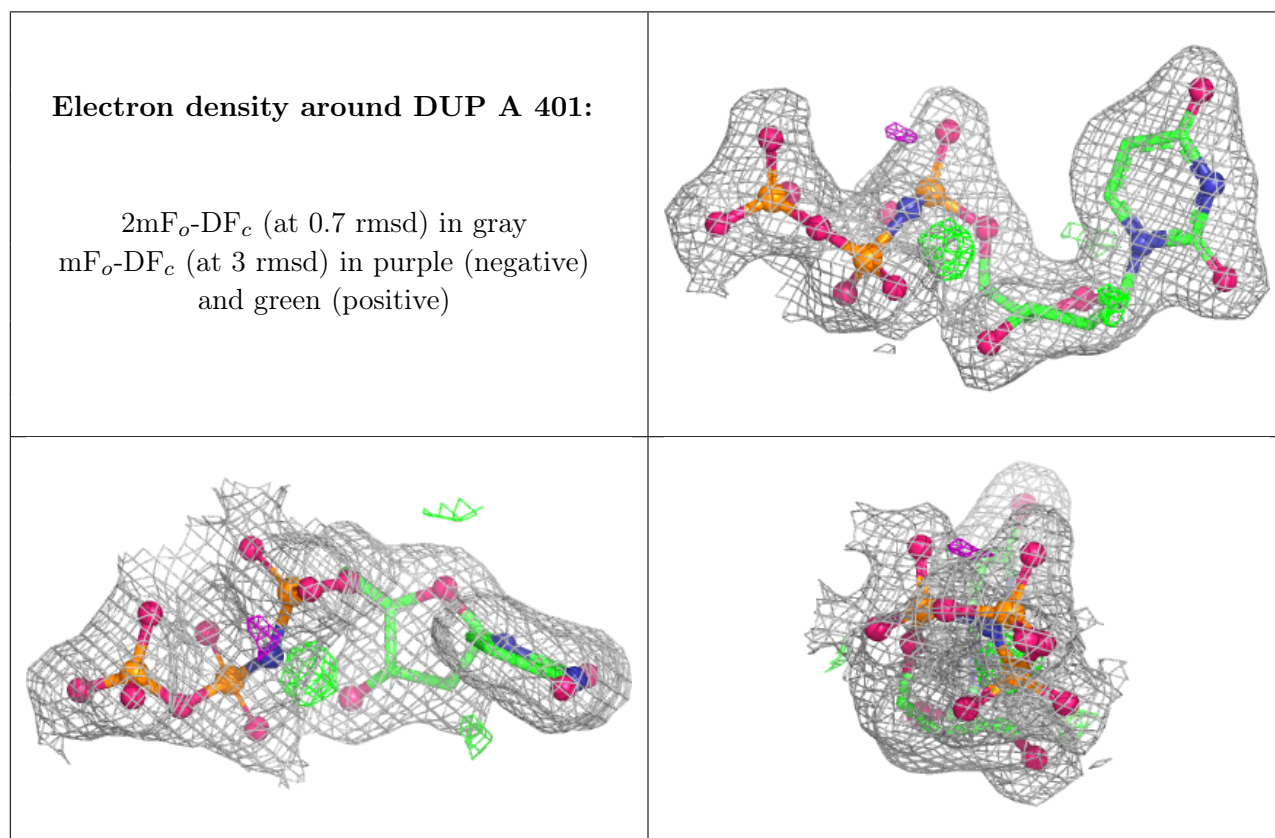 Electron density around DUP A 401:
2mFo-DFc (at 0.7 rmsd) in gray
mFo-DFc (at 3 rmsd) in purple (negative)
and green (positive)